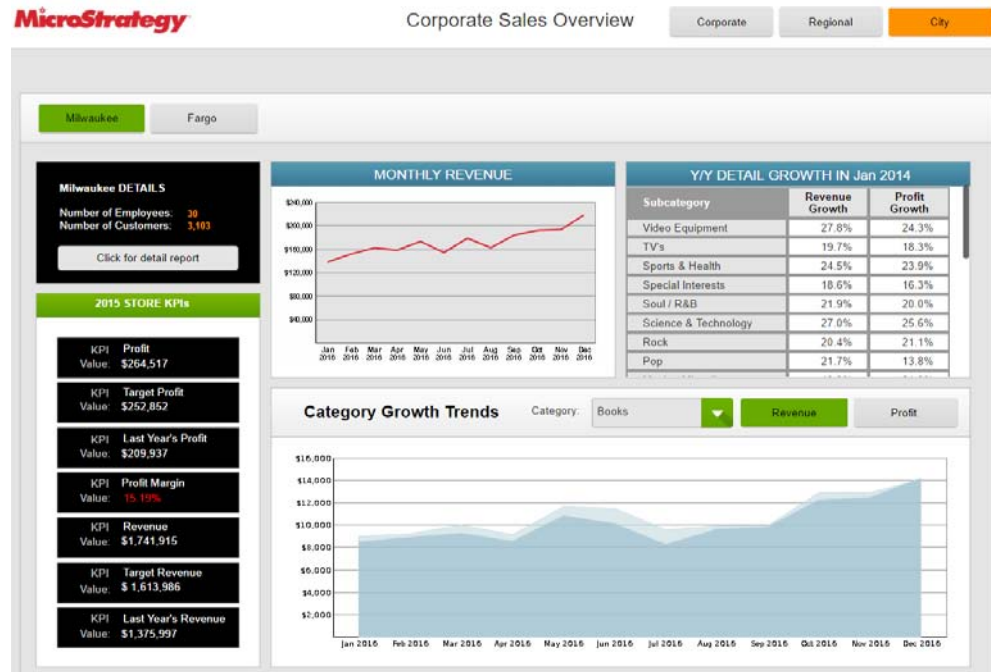 MicroStrategy
Corporate Sales Overview
Corporate Regional City
Milwaukee Fargo
Milwaukee DETAILS
Number of Employees: 30
Number of Customers: 3,103
Click for detail report
2015 STORE KPIs
KPI Profit
Value: $264,517
KPI Target Profit
Value: $252,852
KPI Last Year's Profit
Value: $209,937
KPI Profit Margin
Value: 15.19%
KPI Revenue
Value: $1,741,915
KPI Target Revenue
Value: $ 1,613,986
KPI Last Year's Revenue
Value: $1,375,997
MONTHLY REVENUE
$240,000
$200,000
$160,000
$120,000
$80,000
$40,000
Jan Feb Mar Apr May Jun Jul Aug Sep Oct Nov Dec
2016 2016 2016 2016 2016 2016 2016 2016 2016 2016 2016 2016
Y/Y DETAIL GROWTH IN Jan 2014
Subcategory Revenue Growth Profit Growth
Video Equipment 27.8% 24.3%
TV's 19.7% 18.3%
Sports & Health 24.5% 23.9%
Special Interests 18.6% 16.3%
Soul / R&B 21.9% 20.0%
Science & Technology 27.0% 25.6%
Rock 20.4% 21.1%
Pop 21.7% 13.8%
Category Growth Trends Category: Books Revenue Profit
$16,000
$14,000
$12,000
$10,000
$8,000
$6,000
$4,000
$2,000
Jan 2016 Feb 2016 Mar 2016 Apr 2016 May 2016 Jun 2016 Jul 2016 Aug 2016 Sep 2016 Oct 2016 Nov 2016 Dec 2016